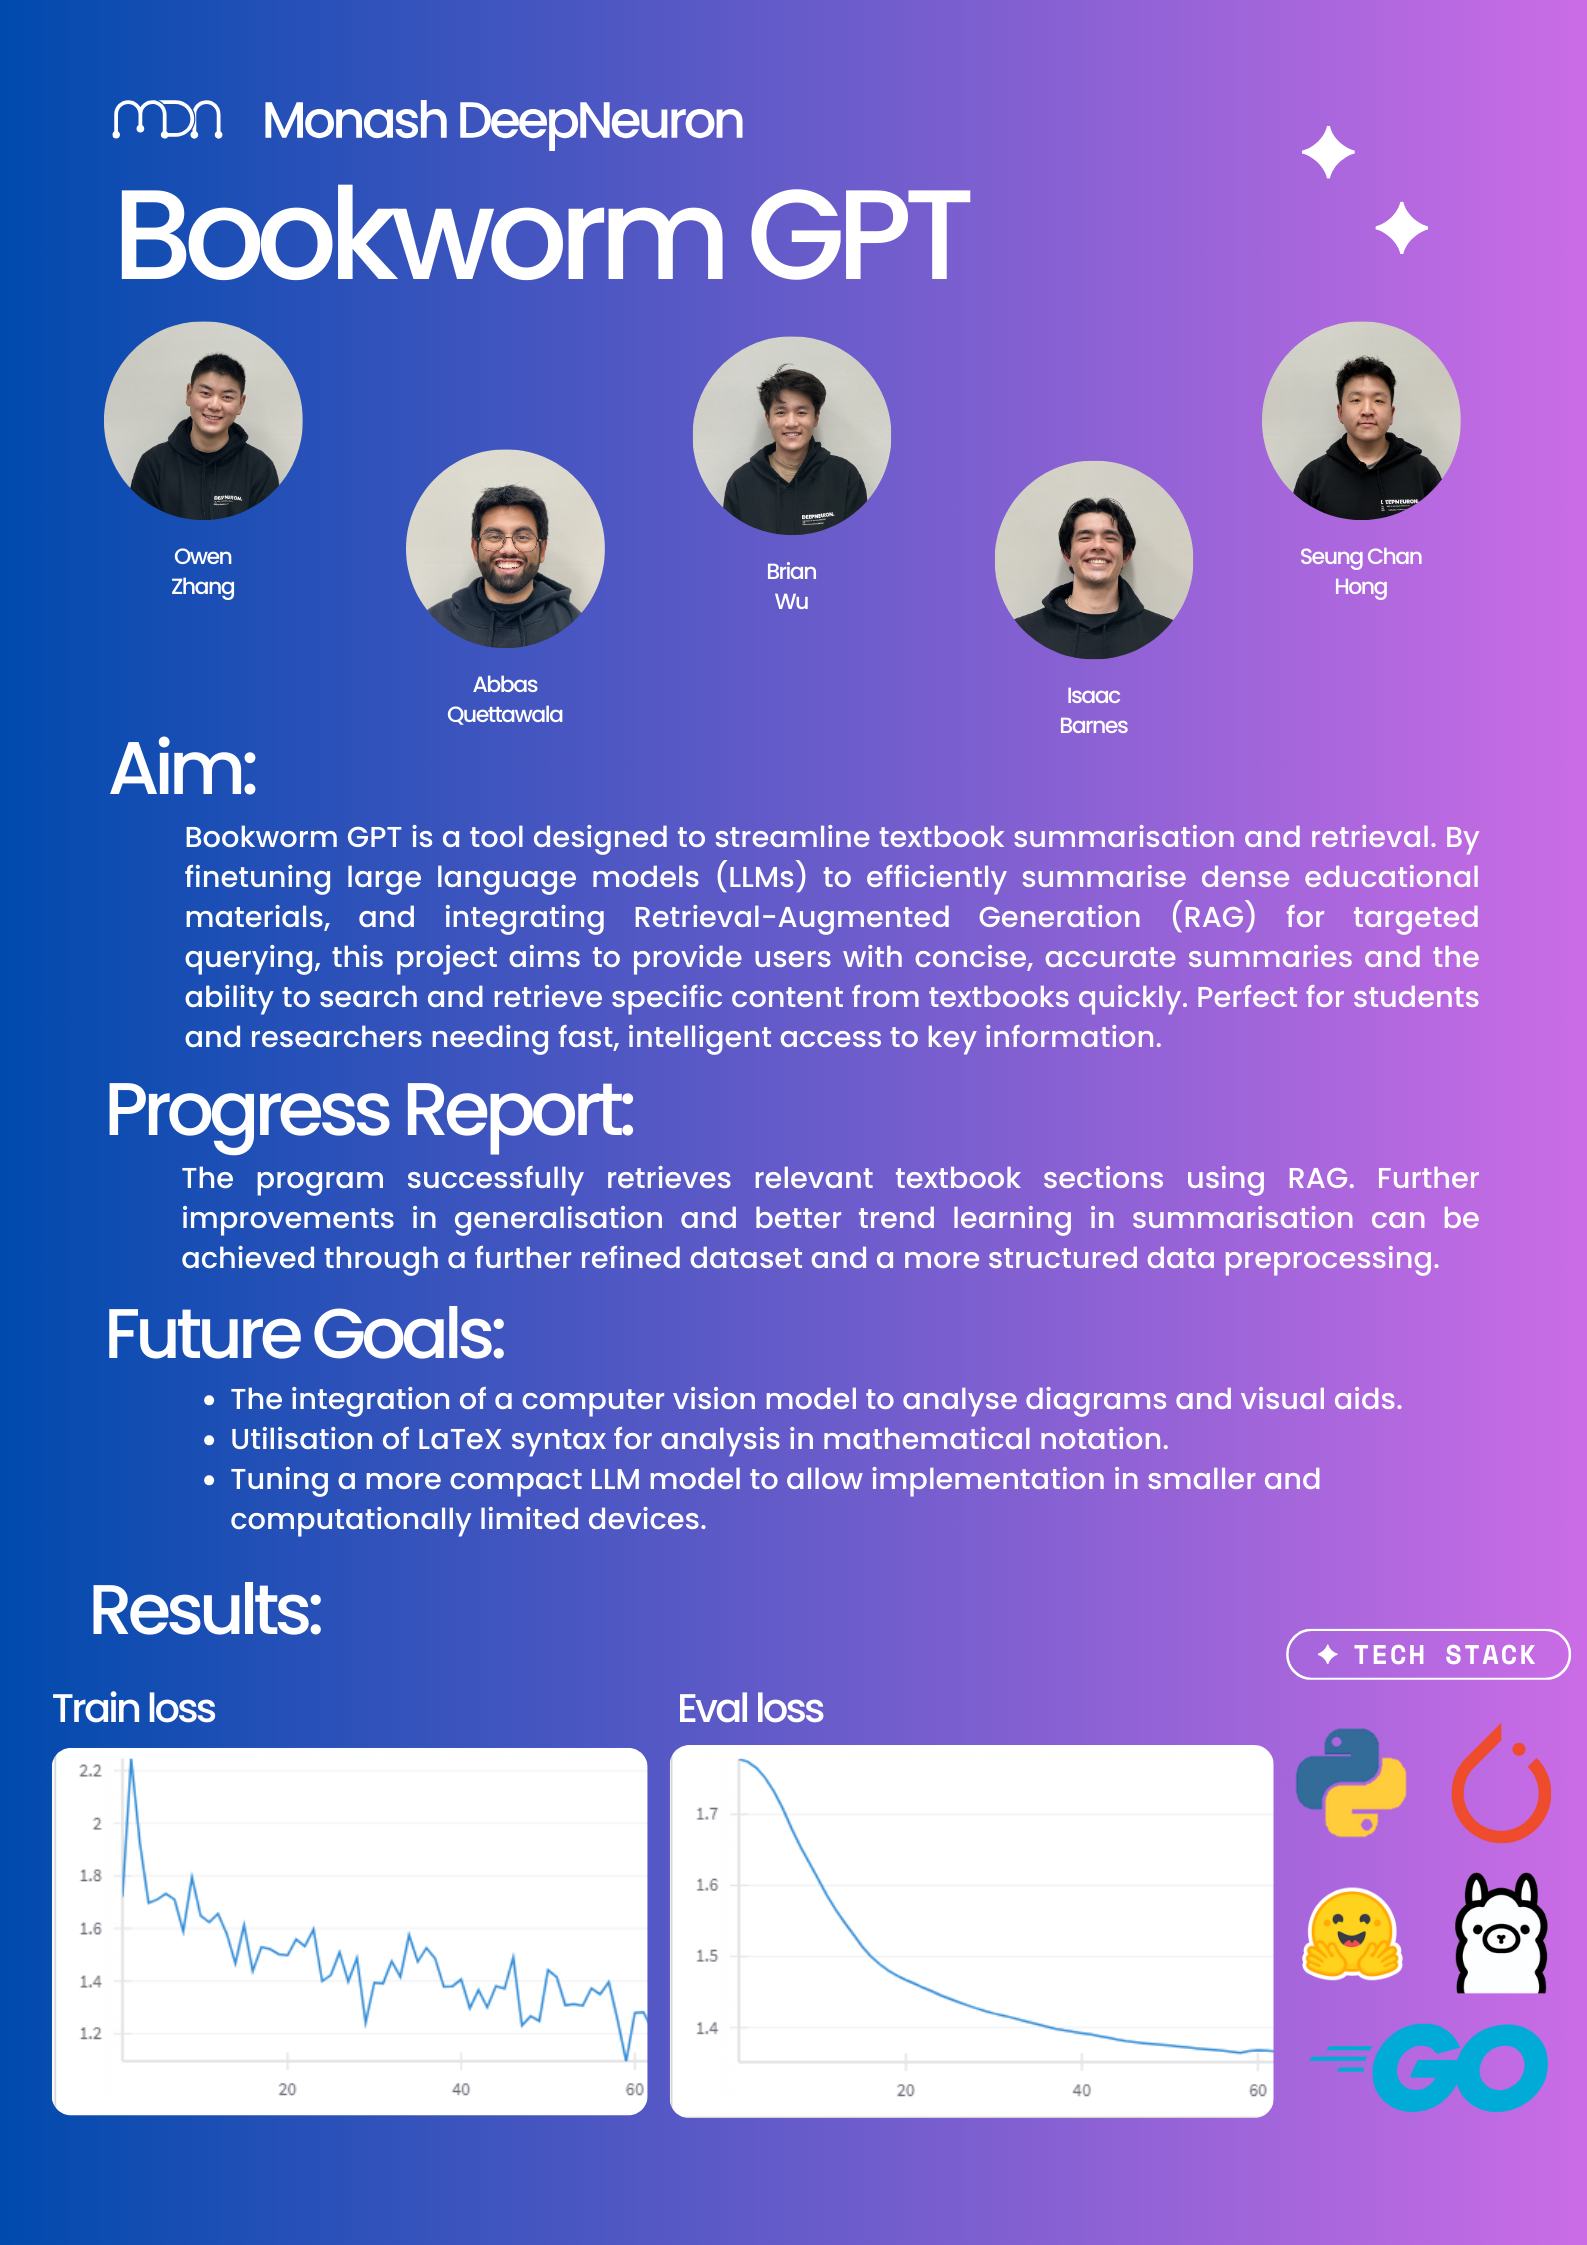 mDn Monash DeepNeuron
Bookworm GPT
DEEPNEURON.
Owen
Zhang
Abbas
Quettawala
DEEPNEURON.
Brian
Wu
Isaac
Barnes
DEEPNEURON.
Seung Chan
Hong
Aim:
Bookworm GPT is a tool designed to streamline textbook summarisation and retrieval. By
finetuning large language models (LLMs) to efficiently summarise dense educational
materials, and integrating Retrieval-Augmented Generation (RAG) for targeted
querying, this project aims to provide users with concise, accurate summaries and the
ability to search and retrieve specific content from textbooks quickly. Perfect for students
and researchers needing fast, intelligent access to key information.
Progress Report:
The program successfully retrieves relevant textbook sections using RAG. Further
improvements in generalisation and better trend learning in summarisation can be
achieved through a further refined dataset and a more structured data preprocessing.
Future Goals:
• The integration of a computer vision model to analyse diagrams and visual aids.
• Utilisation of LaTeX syntax for analysis in mathematical notation.
• Tuning a more compact LLM model to allow implementation in smaller and
computationally limited devices.
Results:
TECH STACK
Train loss
2.2
2
1.8
1.6
1.4
1.2
20 40 60
Eval loss
1.7
1.6
1.5
1.4
20 40 60
GO